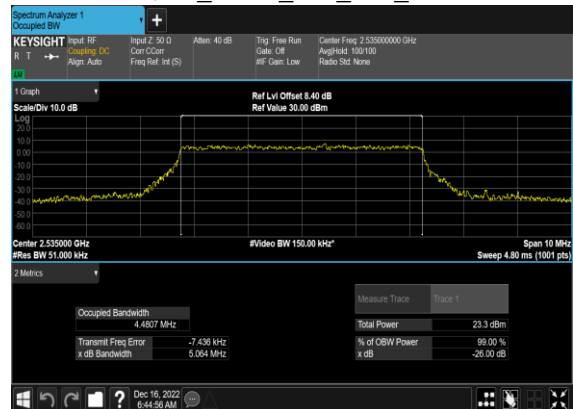 Spectrum Analyzer 1
Occupied BW
+
KEYSIGHT Input: RF Input Z: 50 Ω Atten: 40 dB Trig: Free Run Center Freq: 2.535000000 GHz
R T Coupling: DC Corr CCorr Gate: Off Avg|Hold: 100/100
Align: Auto Freq Ref: Int (S) #IF Gain: Low Radio Std: None
LXI
1 Graph Ref Lvl Offset 8.40 dB
Scale/Div 10.0 dB Ref Value 30.00 dBm
Log
20.0
10.0
0.00
-10.0
-20.0
-30.0
-40.0
-50.0
-60.0
Center 2.535000 GHz #Video BW 150.00 kHz* Span 10 MHz
#Res BW 51.000 kHz Sweep 4.80 ms (1001 pts)
2 Metrics
Measure Trace Trace 1
Occupied Bandwidth
4.4807 MHz Total Power 23.3 dBm
Transmit Freq Error -7.436 kHz % of OBW Power 99.00 %
x dB Bandwidth 5.064 MHz x dB -26.00 dB
? Dec 16, 2022
6:44:56 AM